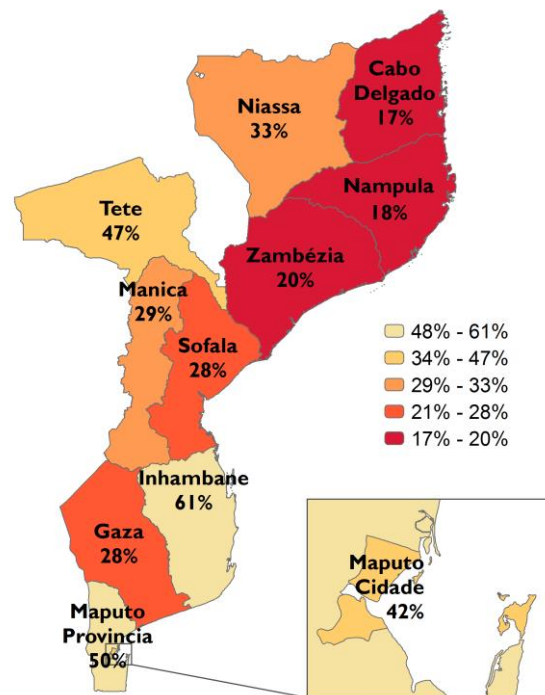 Cabo
Delgado
17%
Niassa
33%
Nampula
18%
Tete
47%
Zambézia
20%
Manica
29%
Sofala
28%
48% - 61%
34% - 47%
29% - 33%
21% - 28%
17% - 20%
Inhambane
61%
Gaza
28%
Maputo
Provincia
50%
Maputo
Cidade
42%